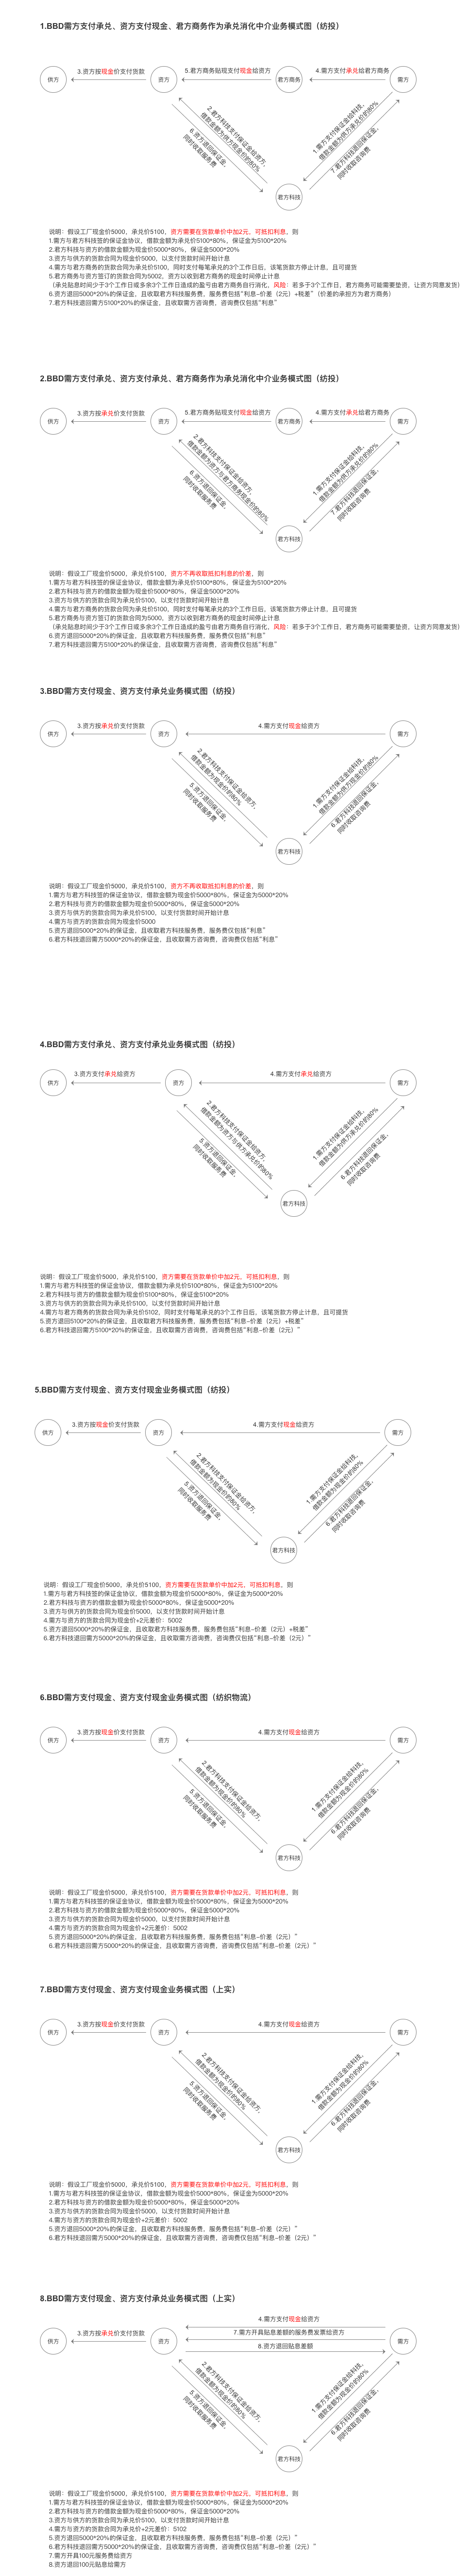 1.BBD需方支付承兑、资方支付现金、君方商务作为承兑消化中介业务模式图（纺投）
3.资方按现金价支付货款
5.君方商务贴现支付现金给资方
4.需方支付承兑给君方商务
供方
资方
君方商务
需方
2.君方科技支付保证金给资方,
借款金额为供方现金价的80%
6.资方退回保证金,
同时收取服务费
1.需方支付保证金给科技,
借款金额为供方承兑价的80%
7.君方科技退回保证金,
同时收取咨询费
君方科技
说明：假设工厂现金价5000，承兑价5100，资方需要在货款单价中加2元，可抵扣利息，则
1.需方与君方科技签的保证金协议，借款金额为承兑价5100*80%，保证金为5100*20%
2.君方科技与资方的借款金额为现金价5000*80%，保证金5000*20%
3.资方与供方的货款合同为现金价5000，以支付货款时间开始计息
4.需方与君方商务的货款合同为承兑价5100，同时支付每笔承兑的3个工作日后，该笔货款方停止计息，且可提货
5.君方商务与资方签订的货款合同为5002，资方以收到君方商务的现金时间停止计息
（承兑贴息时间少于3个工作日或多余3个工作日造成的盈亏由君方商务自行消化，风险：若多于3个工作日，君方商务可能需要垫资，让资方同意发货）
6.资方退回5000*20%的保证金，且收取君方科技服务费，服务费包括“利息-价差（2元）+税差”（价差的承担方为君方商务）
7.君方科技退回需方5100*20%的保证金，且收取需方咨询费，咨询费仅包括“利息”
2.BBD需方支付承兑、资方支付承兑、君方商务作为承兑消化中介业务模式图（纺投）
3.资方按承兑价支付货款
5.君方商务贴现支付现金给资方
4.需方支付承兑给君方商务
供方
资方
君方商务
需方
2.君方科技支付保证金给资方,
借款金额为资方与君方商务现金价的80%
6.资方退回保证金,
同时收取服务费
1.需方支付保证金给科技,
借款金额为供方承兑价的80%
7.君方科技退回保证金,
同时收取咨询费
君方科技
说明：假设工厂现金价5000，承兑价5100，资方不再收取抵扣利息的价差，则
1.需方与君方科技签的保证金协议，借款金额为承兑价5100*80%，保证金为5100*20%
2.君方科技与资方的借款金额为现金价5000*80%，保证金5000*20%
3.资方与供方的货款合同为承兑价5100，以支付货款时间开始计息
4.需方与君方商务的货款合同为承兑价5100，同时支付每笔承兑的3个工作日后，该笔货款方停止计息，且可提货
5.君方商务与资方签订的货款合同为5000，资方以收到君方商务的现金时间停止计息
（承兑贴息时间少于3个工作日或多余3个工作日造成的盈亏由君方商务自行消化，风险：若多于3个工作日，君方商务可能需要垫资，让资方同意发货）
6.资方退回5000*20%的保证金，且收取君方科技服务费，服务费仅包括“利息”
7.君方科技退回需方5100*20%的保证金，且收取需方咨询费，咨询费仅包括“利息”
3.BBD需方支付现金、资方支付承兑业务模式图（纺投）
3.资方按承兑价支付货款
4.需方支付现金给资方
供方
资方
需方
2.君方科技支付保证金给资方,
借款金额为现金价的80%
5.资方退回保证金,
同时收取服务费
1.需方支付保证金给科技,
借款金额为供方现金价的80%
6.君方科技退回保证金,
同时收取咨询费
君方科技
说明：假设工厂现金价5000，承兑价5100，资方不再收取抵扣利息的价差，则
1.需方与君方科技签的保证金协议，借款金额为现金价5000*80%，保证金为5000*20%
2.君方科技与资方的借款金额为现金价5000*80%，保证金5000*20%
3.资方与供方的货款合同为承兑价5100，以支付货款时间开始计息
4.需方与资方的货款合同为现金价5000
5.资方退回5000*20%的保证金，且收取君方科技服务费，服务费仅包括“利息”
6.君方科技退回需方5000*20%的保证金，且收取需方咨询费，咨询费仅包括“利息”
4.BBD需方支付承兑、资方支付承兑业务模式图（纺投）
3.资方支付承兑给资方
4.需方支付承兑给资方
供方
资方
需方
2.君方科技支付保证金给资方,
借款金额为资方与供方承兑价的80%
5.资方退回保证金,
同时收取服务费
1.需方支付保证金给科技,
借款金额为供方承兑价的80%
6.君方科技退回保证金,
同时收取咨询费
君方科技
说明：假设工厂现金价5000，承兑价5100，资方需要在货款单价中加2元，可抵扣利息，则
1.需方与君方科技签的保证金协议，借款金额为承兑价5100*80%，保证金为5100*20%
2.君方科技与资方的借款金额为现金价5100*80%，保证金5100*20%
3.资方与供方的货款合同为承兑价5100，以支付货款时间开始计息
4.需方与君方商务的货款合同为承兑价5102，同时支付每笔承兑的3个工作日后，该笔货款方停止计息，且可提货
5.资方退回5100*20%的保证金，且收取君方科技服务费，服务费包括“利息-价差（2元）+税差”
6.君方科技退回需方5100*20%的保证金，且收取需方咨询费，咨询费包括“利息-价差（2元）”
5.BBD需方支付现金、资方支付现金业务模式图（纺投）
3.资方按现金价支付货款
4.需方支付现金给资方
供方
资方
需方
2.君方科技支付保证金给资方,
借款金额为现金价的80%
5.资方退回保证金,
同时收取服务费
1.需方支付保证金给科技,
借款金额为现金价的80%
6.君方科技退回保证金,
同时收取咨询费
君方科技
说明：假设工厂现金价5000，承兑价5100，资方需要在货款单价中加2元，可抵扣利息，则
1.需方与君方科技签的保证金协议，借款金额为现金价5000*80%，保证金为5000*20%
2.君方科技与资方的借款金额为现金价5000*80%，保证金5000*20%
3.资方与供方的货款合同为现金价5000，以支付货款时间开始计息
4.需方与资方的货款合同为现金价+2元差价：5002
5.资方退回5000*20%的保证金，且收取君方科技服务费，服务费包括“利息-价差（2元）+税差”
6.君方科技退回需方5000*20%的保证金，且收取需方咨询费，咨询费仅包括“利息-价差（2元）”
6.BBD需方支付现金、资方支付现金业务模式图（纺织物流）
3.资方按现金价支付货款
4.需方支付现金给资方
供方
资方
需方
2.君方科技支付保证金给资方,
借款金额为现金价的80%
5.资方退回保证金,
同时收取服务费
1.需方支付保证金给科技,
借款金额为现金价的80%
6.君方科技退回保证金,
同时收取咨询费
君方科技
说明：假设工厂现金价5000，承兑价5100，资方需要在货款单价中加2元，可抵扣利息，则
1.需方与君方科技签的保证金协议，借款金额为现金价5000*80%，保证金为5000*20%
2.君方科技与资方的借款金额为现金价5000*80%，保证金5000*20%
3.资方与供方的货款合同为现金价5000，以支付货款时间开始计息
4.需方与资方的货款合同为现金价+2元差价：5002
5.资方退回5000*20%的保证金，且收取君方科技服务费，服务费包括“利息-价差（2元）”
6.君方科技退回需方5000*20%的保证金，且收取需方咨询费，咨询费仅包括“利息-价差（2元）”
7.BBD需方支付现金、资方支付现金业务模式图（上实）
3.资方按现金价支付货款
4.需方支付现金给资方
供方
资方
需方
2.君方科技支付保证金给资方,
借款金额为现金价的80%
5.资方退回保证金,
同时收取服务费
1.需方支付保证金给科技,
借款金额为现金价的80%
6.君方科技退回保证金,
同时收取咨询费
君方科技
说明：假设工厂现金价5000，承兑价5100，资方需要在货款单价中加2元，可抵扣利息，则
1.需方与君方科技签的保证金协议，借款金额为现金价5000*80%，保证金为5000*20%
2.君方科技与资方的借款金额为现金价5000*80%，保证金5000*20%
3.资方与供方的货款合同为现金价5000，以支付货款时间开始计息
4.需方与资方的货款合同为现金价+2元差价：5002
5.资方退回5000*20%的保证金，且收取君方科技服务费，服务费包括“利息-价差（2元）”
6.君方科技退回需方5000*20%的保证金，且收取需方咨询费，咨询费仅包括“利息-价差（2元）”
8.BBD需方支付现金、资方支付承兑业务模式图（上实）
4.需方支付现金给资方
3.资方按承兑价支付货款
7.需方开具贴息差额的服务费发票给资方
供方
资方
需方
8.资方退回贴息差额
2.君方科技支付保证金给资方,
借款金额为现金价的80%
5.资方退回保证金,
同时收取服务费
1.需方支付保证金给科技,
借款金额为现金价的80%
6.君方科技退回保证金,
同时收取咨询费
君方科技
说明：假设工厂现金价5000，承兑价5100，资方需要在货款单价中加2元，可抵扣利息，则
1.需方与君方科技签的保证金协议，借款金额为现金价5000*80%，保证金为5000*20%
2.君方科技与资方的借款金额为现金价5000*80%，保证金5000*20%
3.资方与供方的货款合同为承兑价5100，以支付货款时间开始计息
4.需方与资方的货款合同为承兑价+2元差价：5102
5.资方退回5000*20%的保证金，且收取君方科技服务费，服务费包括“利息-价差（2元）”
6.君方科技退回需方5000*20%的保证金，且收取需方咨询费，咨询费仅包括“利息-价差（2元）”
7.需方开具100元服务费给资方
8.资方退回100元贴息给需方